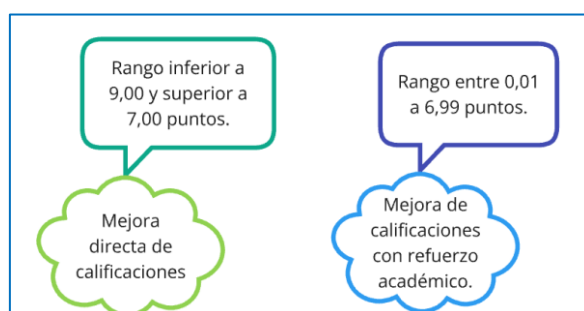 Rango inferior a
9,00 y superior a
7,00 puntos.
Rango entre 0,01
a 6,99 puntos.
Mejora
directa de
calificaciones
Mejora de
calificaciones
con refuerzo
académico.